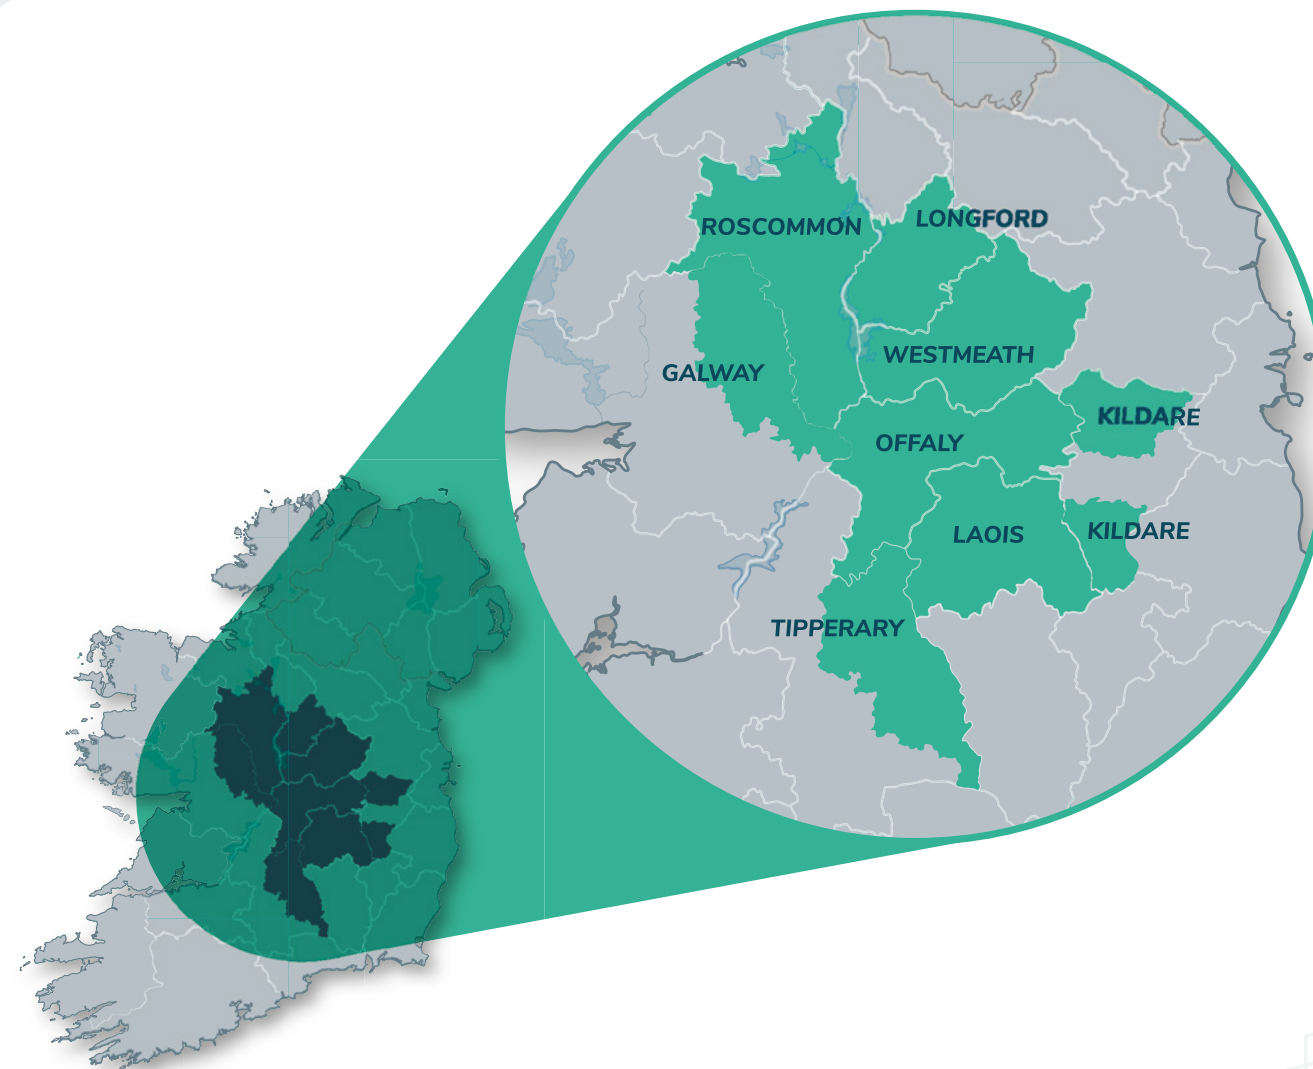 LONGFORD
ROSCOMMON
WESTMEATH
GALWAY
KILDARE
OFFALY
LAOIS
KILDARE
TIPPERARY